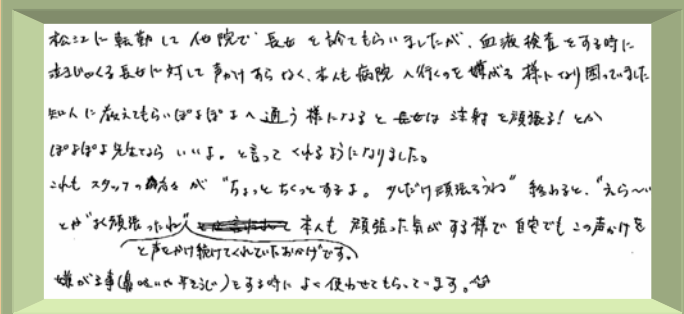 松江に転勤して他院で長女を診てもらいましたが、血液検査をする時に
泣きじゃくる長女に対して声かけすらなく、本人も病院へ行くのを嫌がる様になり困っていました
知人に教えてもらいぽよぽよへ通う様になると長女は注射を頑張る!とか
ぽよぽよ先生なら いいよ。と言ってくれるようになりました。
これもスタッフの方々が "ちょっとちくっとするよ。少しだけ頑張ろうね" 終わると、"えら〜い"
とか"よく頑張ったね" 本人も頑張った気がする様で自宅でもこの声かけを
と声をかけ続けてくれていたおかげです。
嫌がる事(鼻吸いや耳そうじ)をする時によく使わせてもらっています。